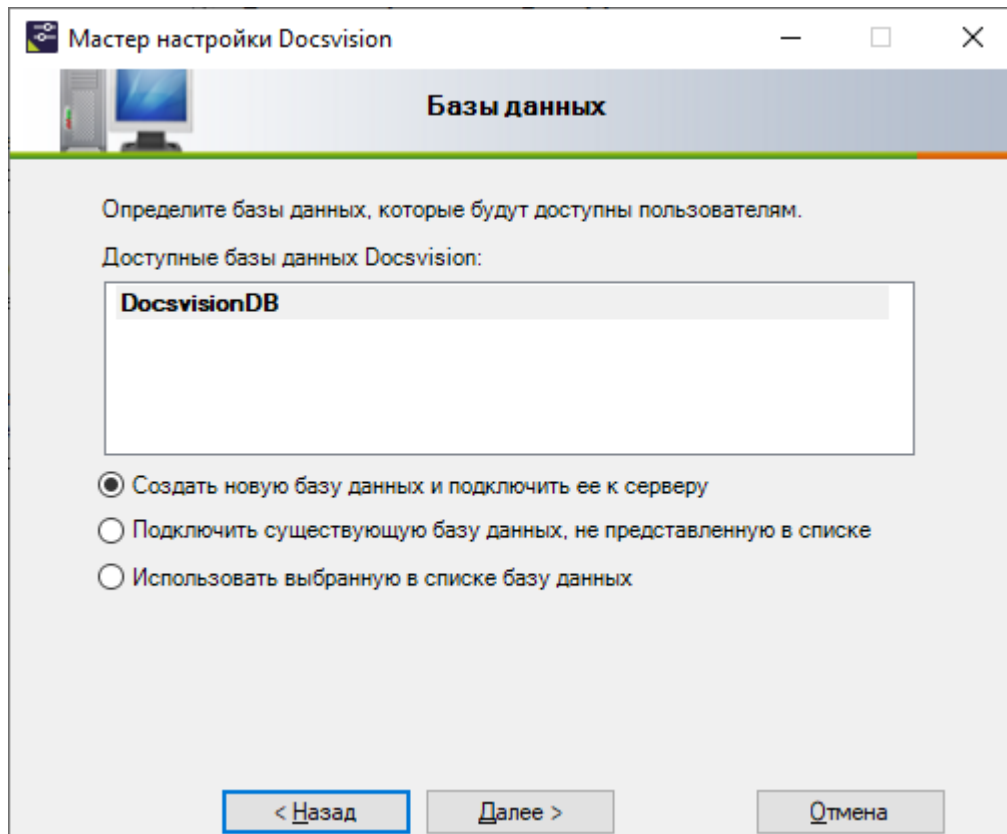 Мастер настройки Docsvision
Базы данных
Определите базы данных, которые будут доступны пользователям.
Доступные базы данных Docsvision:
DocsvisionDB
Создать новую базу данных и подключить ее к серверу
Подключить существующую базу данных, не представленную в списке
Использовать выбранную в списке базу данных
< Назад
Далее >
Отмена